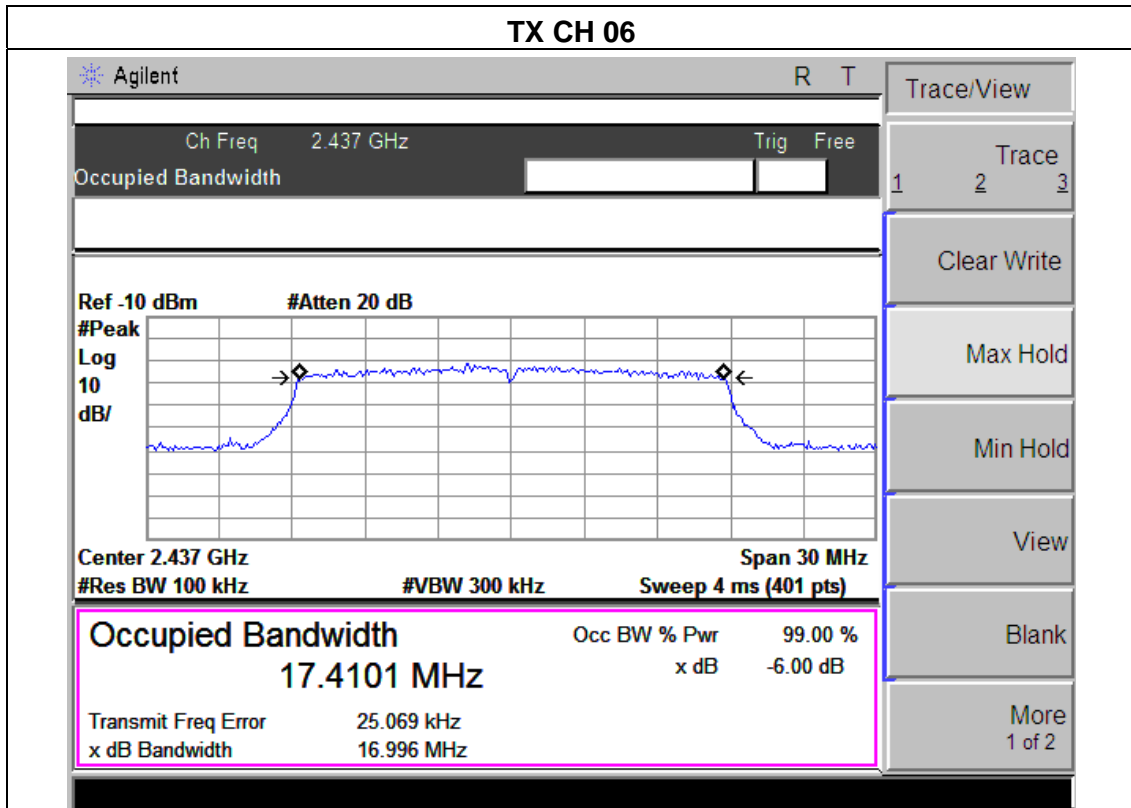 TX CH 06
Agilent R T
Trace/View
Ch Freq 2.437 GHz Trig Free
Occupied Bandwidth
Trace
1 2 3
Clear Write
Ref -10 dBm #Atten 20 dB
#Peak
Log
10
dB/
Max Hold
Min Hold
Center 2.437 GHz Span 30 MHz
#Res BW 100 kHz #VBW 300 kHz Sweep 4 ms (401 pts)
View
Occupied Bandwidth Occ BW % Pwr 99.00 %
17.4101 MHz x dB -6.00 dB
Blank
Transmit Freq Error 25.069 kHz
x dB Bandwidth 16.996 MHz
More
1 of 2